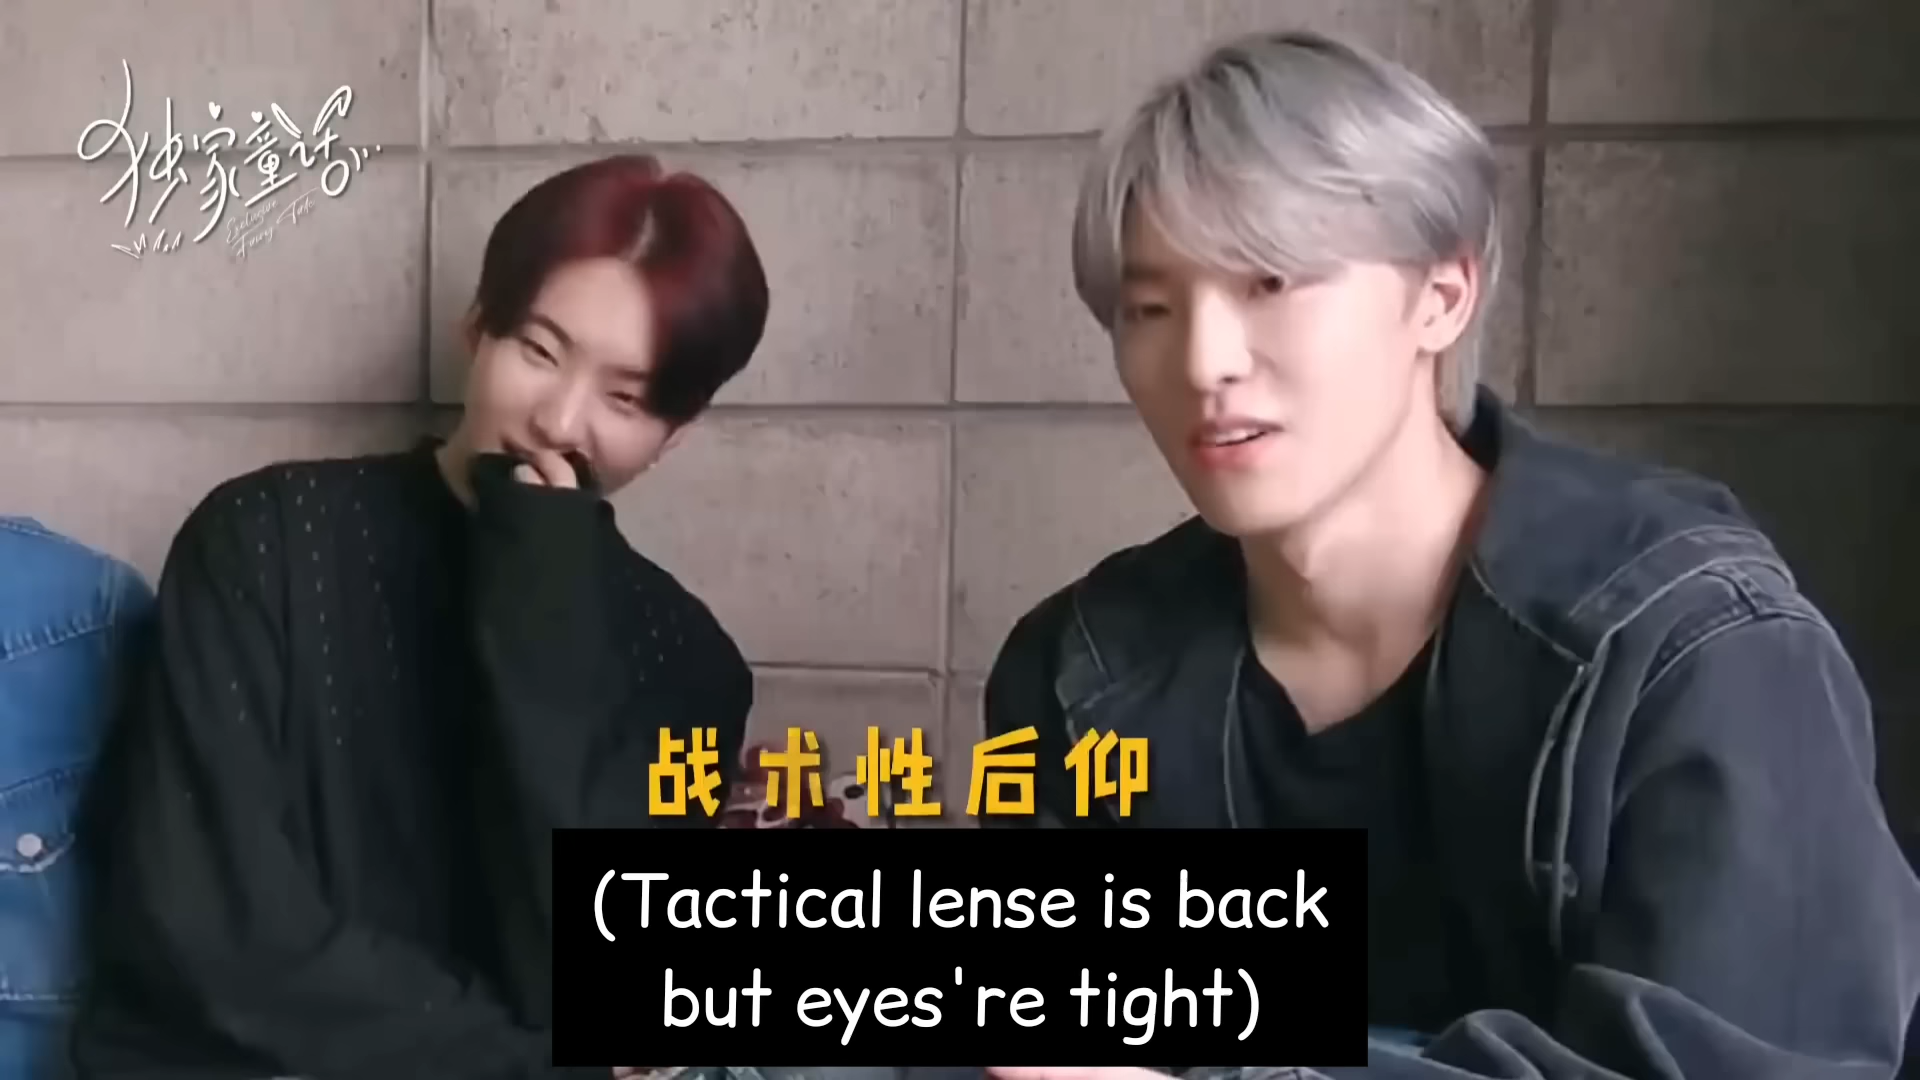 独家童话
Exclusive
Fairy Tale
战术性后仰
(Tactical lense is back
but eyes're tight)